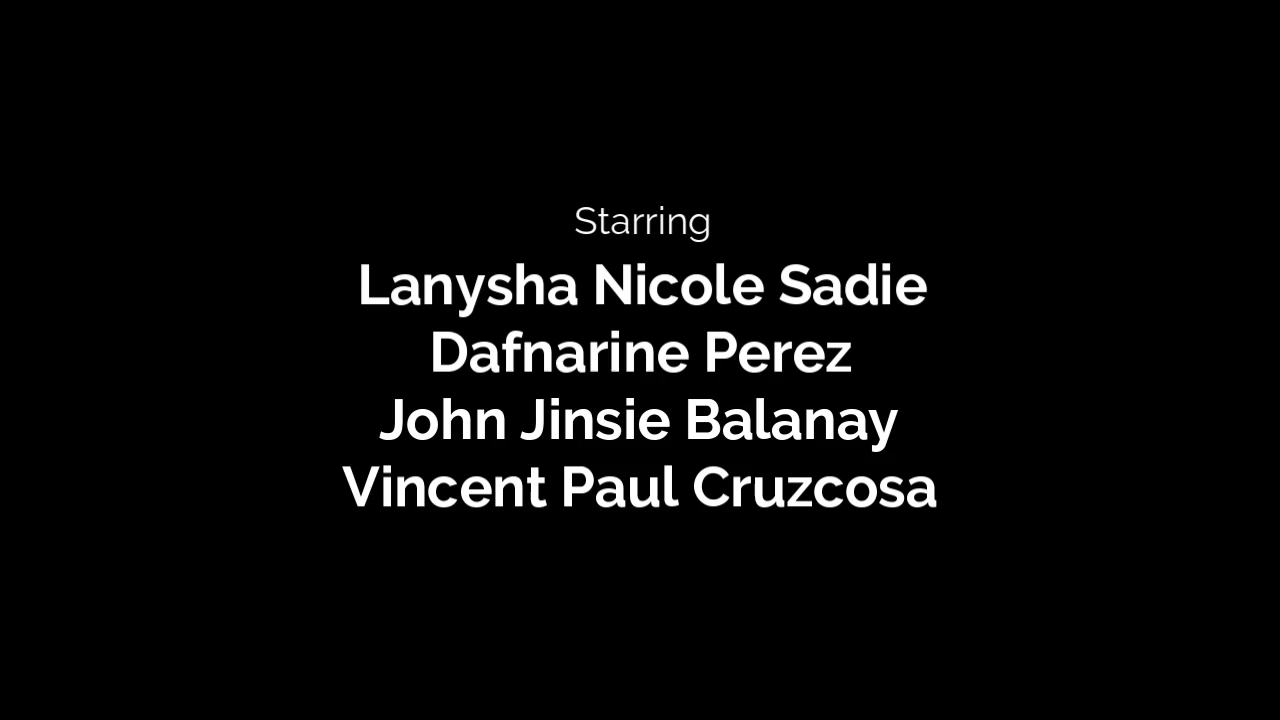 Starring
Lanysha Nicole Sadie
Dafnarine Perez
John Jinsie Balanay
Vincent Paul Cruzcosa